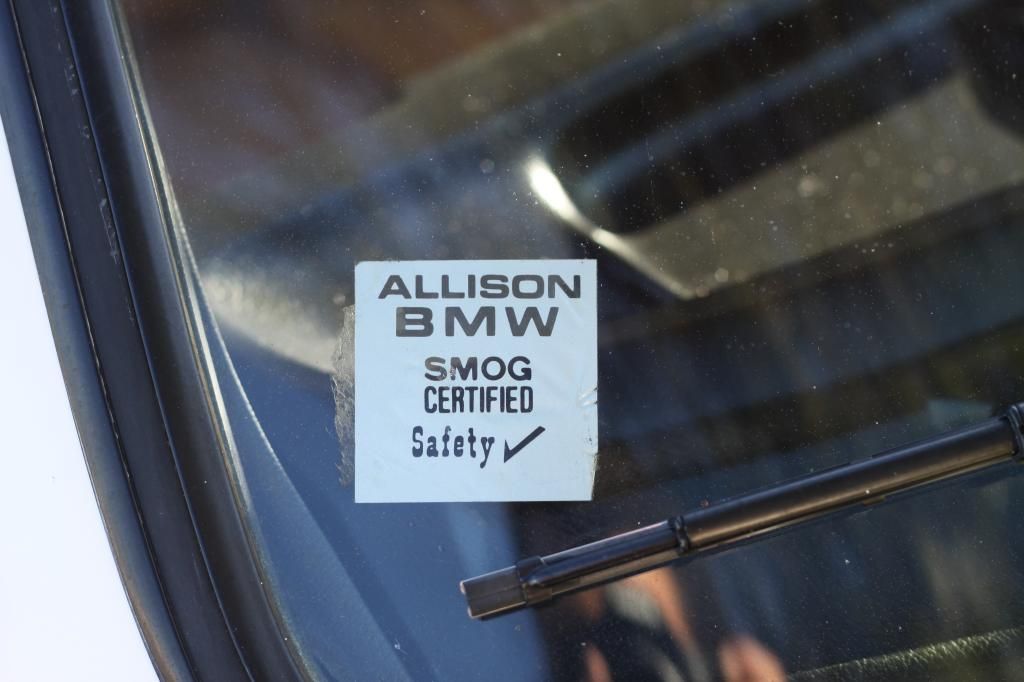 ALLISON
BMW
SMOG
CERTIFIED
Safety ✓